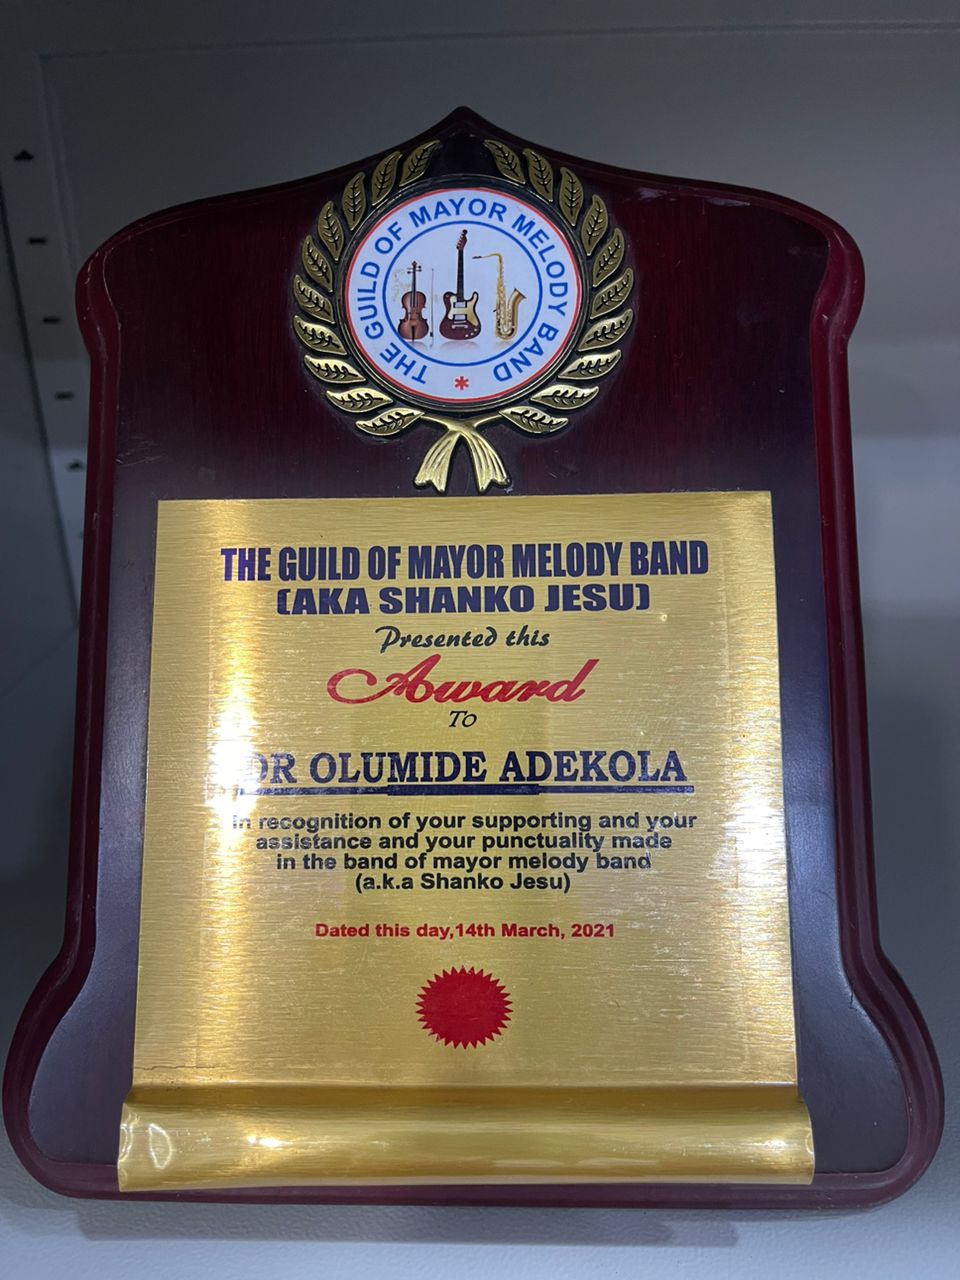 THE GUILD OF MAYOR MELODY BAND
*
THE GUILD OF MAYOR MELODY BAND
(AKA SHANKO JESU)
Presented this
Award
To
DR OLUMIDE ADEKOLA
In recognition of your supporting and your
assistance and your punctuality made
in the band of mayor melody band
(a.k.a Shanko Jesu)
Dated this day,14th March, 2021